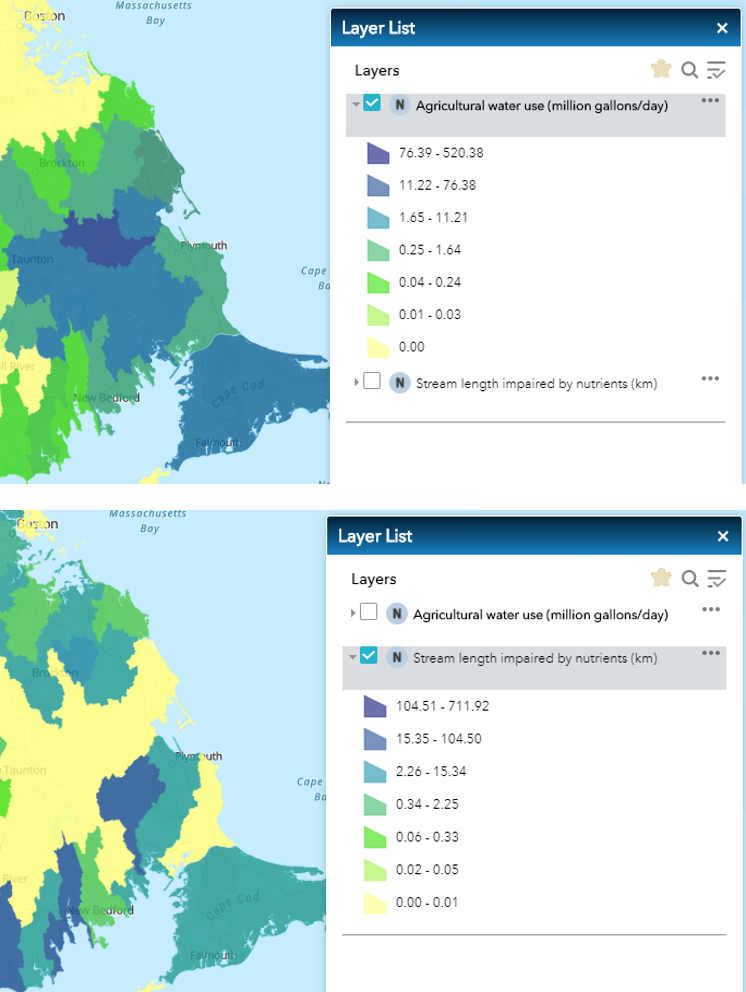 Boston
Massachusetts
Bay
Brockton
Plymouth
Taunton
Cape
Ba
River
New Bedford
Cape Cod
Falmouth
Layer List
Layers
N Agricultural water use (million gallons/day)
76.39 - 520.38
11.22 - 76.38
1.65 - 11.21
0.25 - 1.64
0.04 - 0.24
0.01 - 0.03
0.00
N Stream length impaired by nutrients (km)
Boston
Massachusetts
Bay
Plymouth
Taunton
Cape
Ba
River
New Bedford
Cape Cod
Falmouth
Layer List
Layers
N Agricultural water use (million gallons/day)
N Stream length impaired by nutrients (km)
104.51 - 711.92
15.35 - 104.50
2.26 - 15.34
0.34 - 2.25
0.06 - 0.33
0.02 - 0.05
0.00 - 0.01